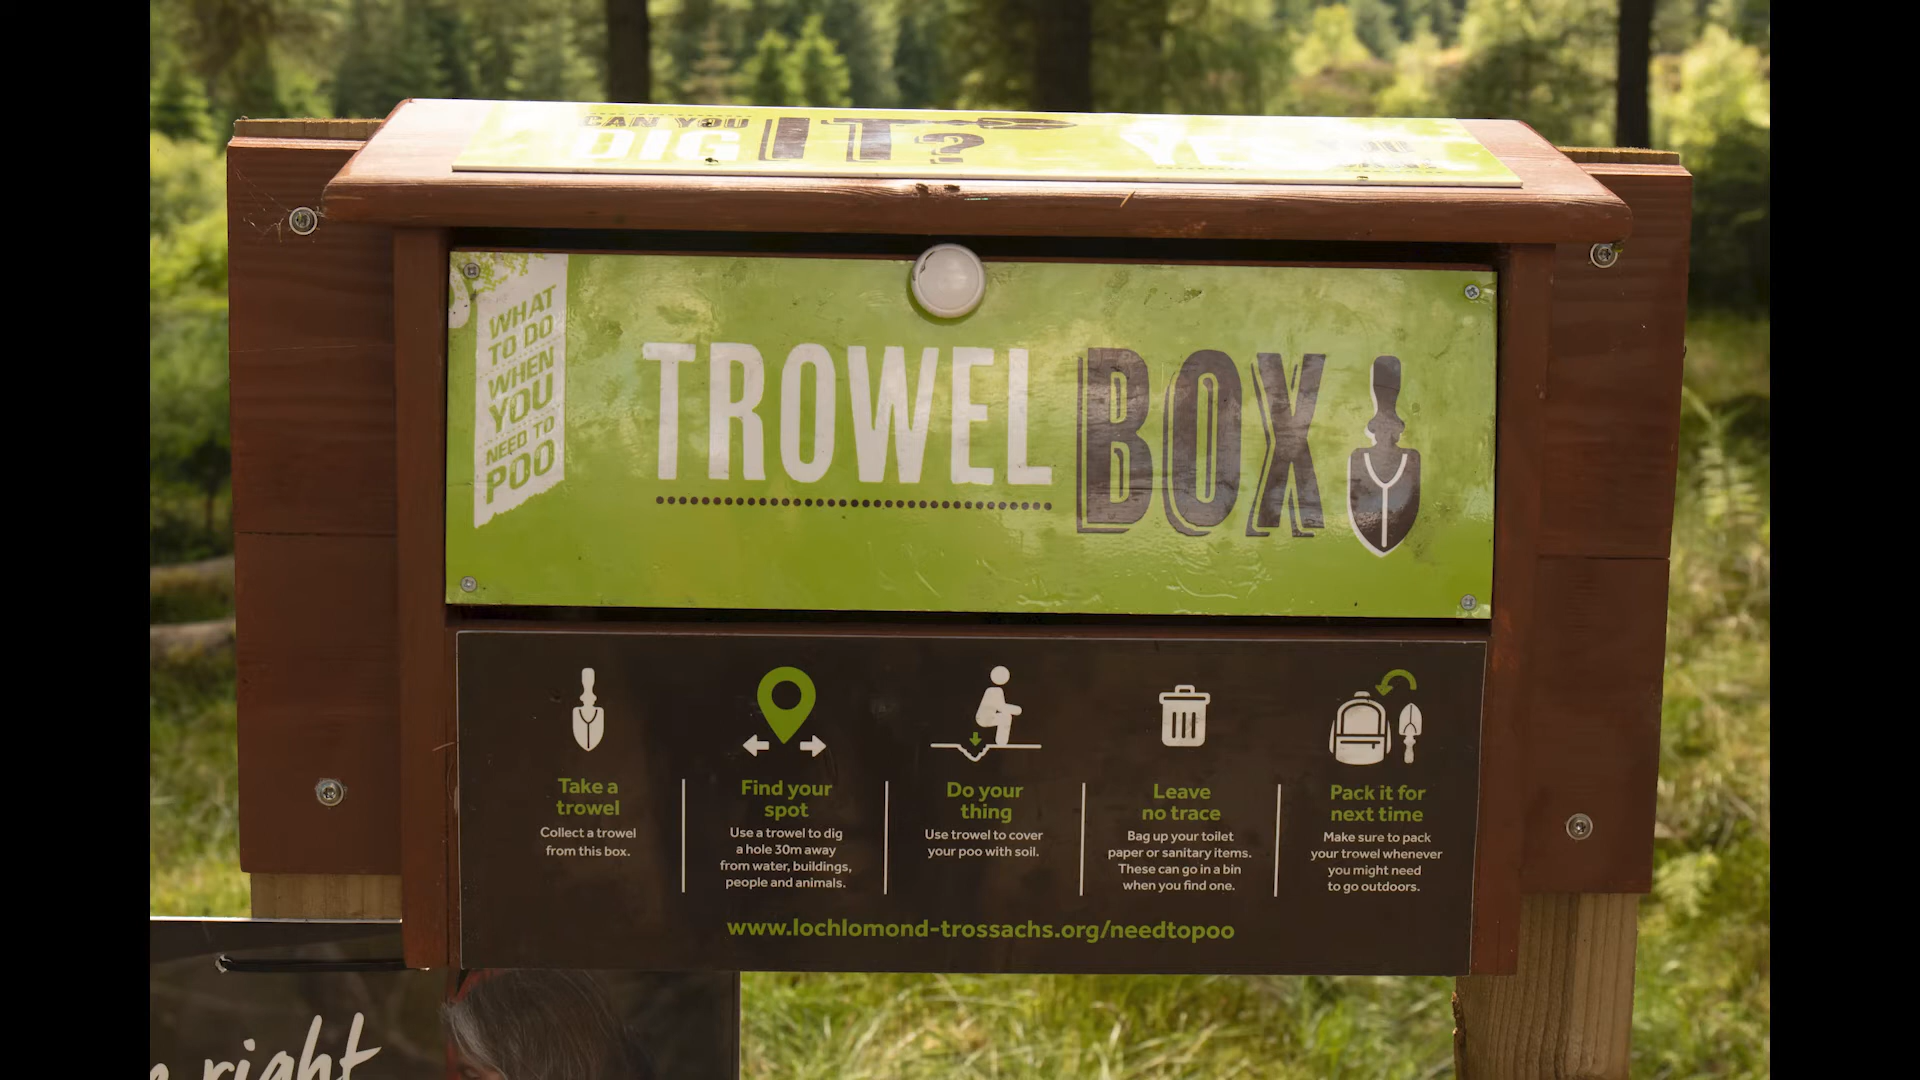 CAN YOU
DIG IT?
WHAT
TO DO
WHEN
YOU
NEED TO
POO
TROWEL BOX
Take a
trowel
Collect a trowel
from this box.
Find your
spot
Use a trowel to dig
a hole 30m away
from water, buildings,
people and animals.
Do your
thing
Use trowel to cover
your poo with soil.
Leave
no trace
Bag up your toilet
paper or sanitary items.
These can go in a bin
when you find one.
Pack it for
next time
Make sure to pack
your trowel whenever
you might need
to go outdoors.
www.lochlomond-trossachs.org/needtopoo
right